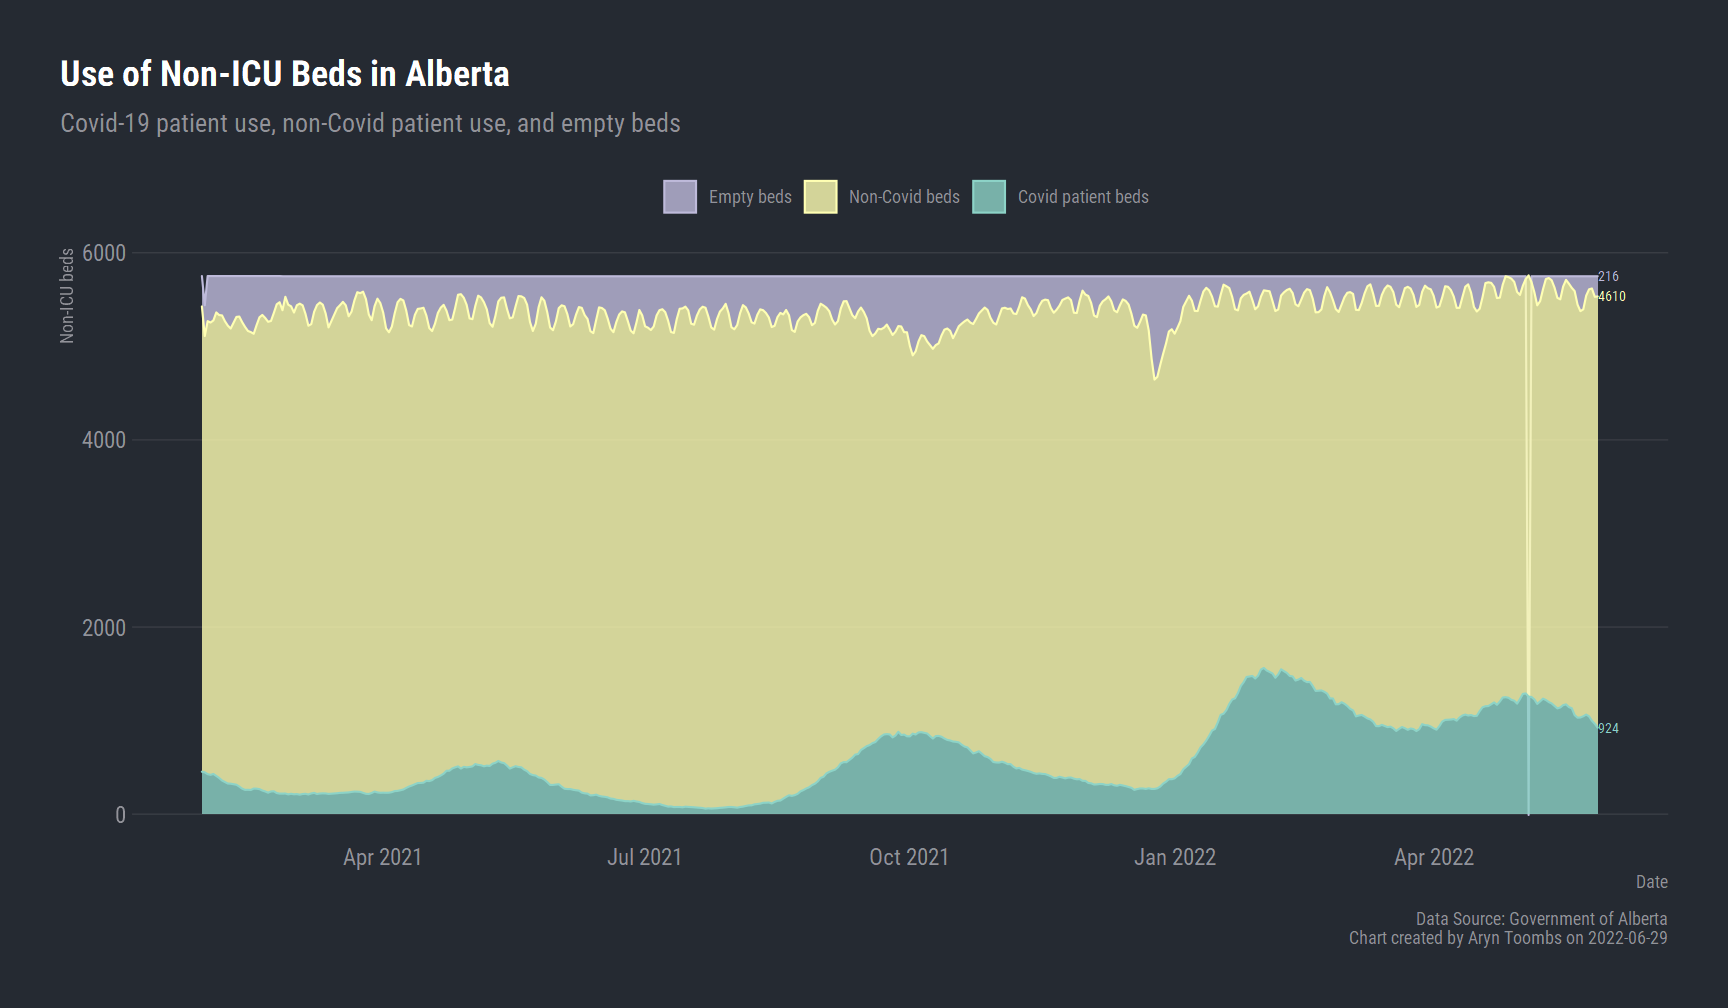 Use of Non-ICU Beds in Alberta
Covid-19 patient use, non-Covid patient use, and empty beds
Empty beds
Non-Covid beds
Covid patient beds
Non-ICU beds
6000
4000
2000
0
216
4610
924
Apr 2021
Jul 2021
Oct 2021
Jan 2022
Apr 2022
Date
Data Source: Government of Alberta
Chart created by Aryn Toombs on 2022-06-29